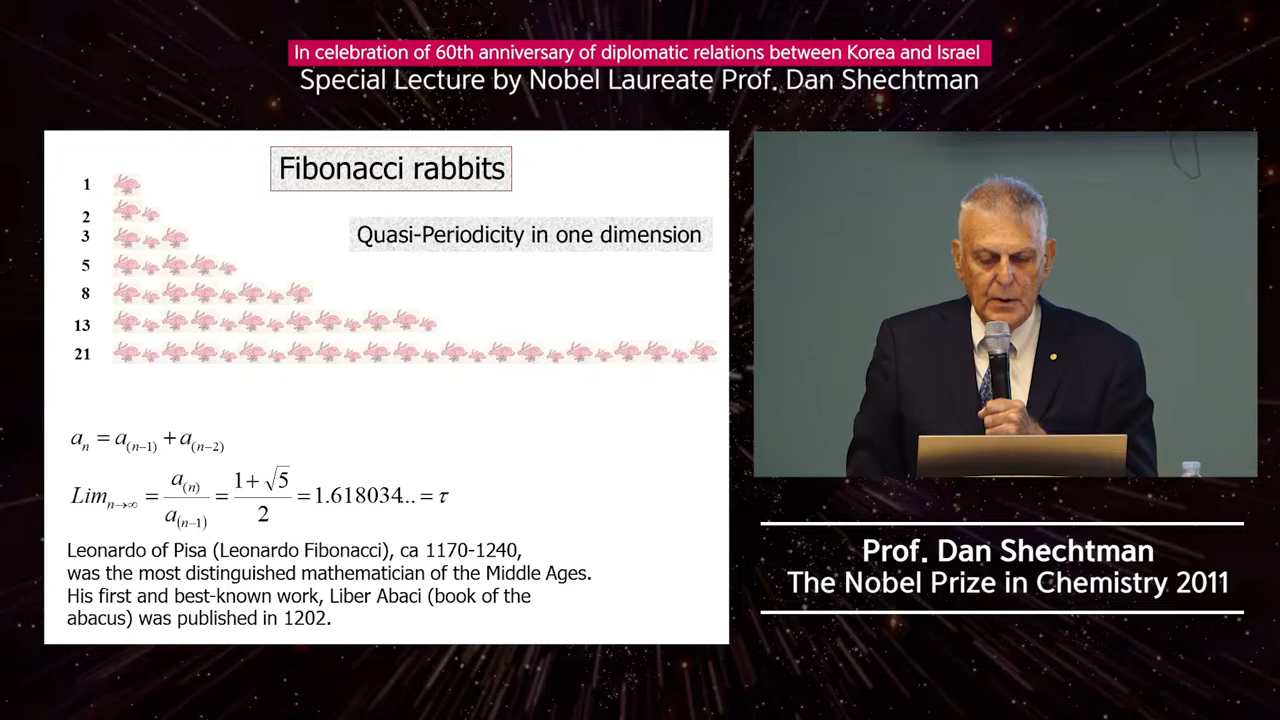 In celebration of 60th anniversary of diplomatic relations between Korea and Israel
Special Lecture by Nobel Laureate Prof. Dan Shechtman
Fibonacci rabbits
Quasi-Periodicity in one dimension
1
2
3
5
8
13
21
a_n = a_(n−1) + a_(n−2)
Lim_n→∞ = a_(n) / a_(n−1) = (1 + √5) / 2 = 1.618034.. = τ
Leonardo of Pisa (Leonardo Fibonacci), ca 1170-1240,
was the most distinguished mathematician of the Middle Ages.
His first and best-known work, Liber Abaci (book of the
abacus) was published in 1202.
Prof. Dan Shechtman
The Nobel Prize in Chemistry 2011